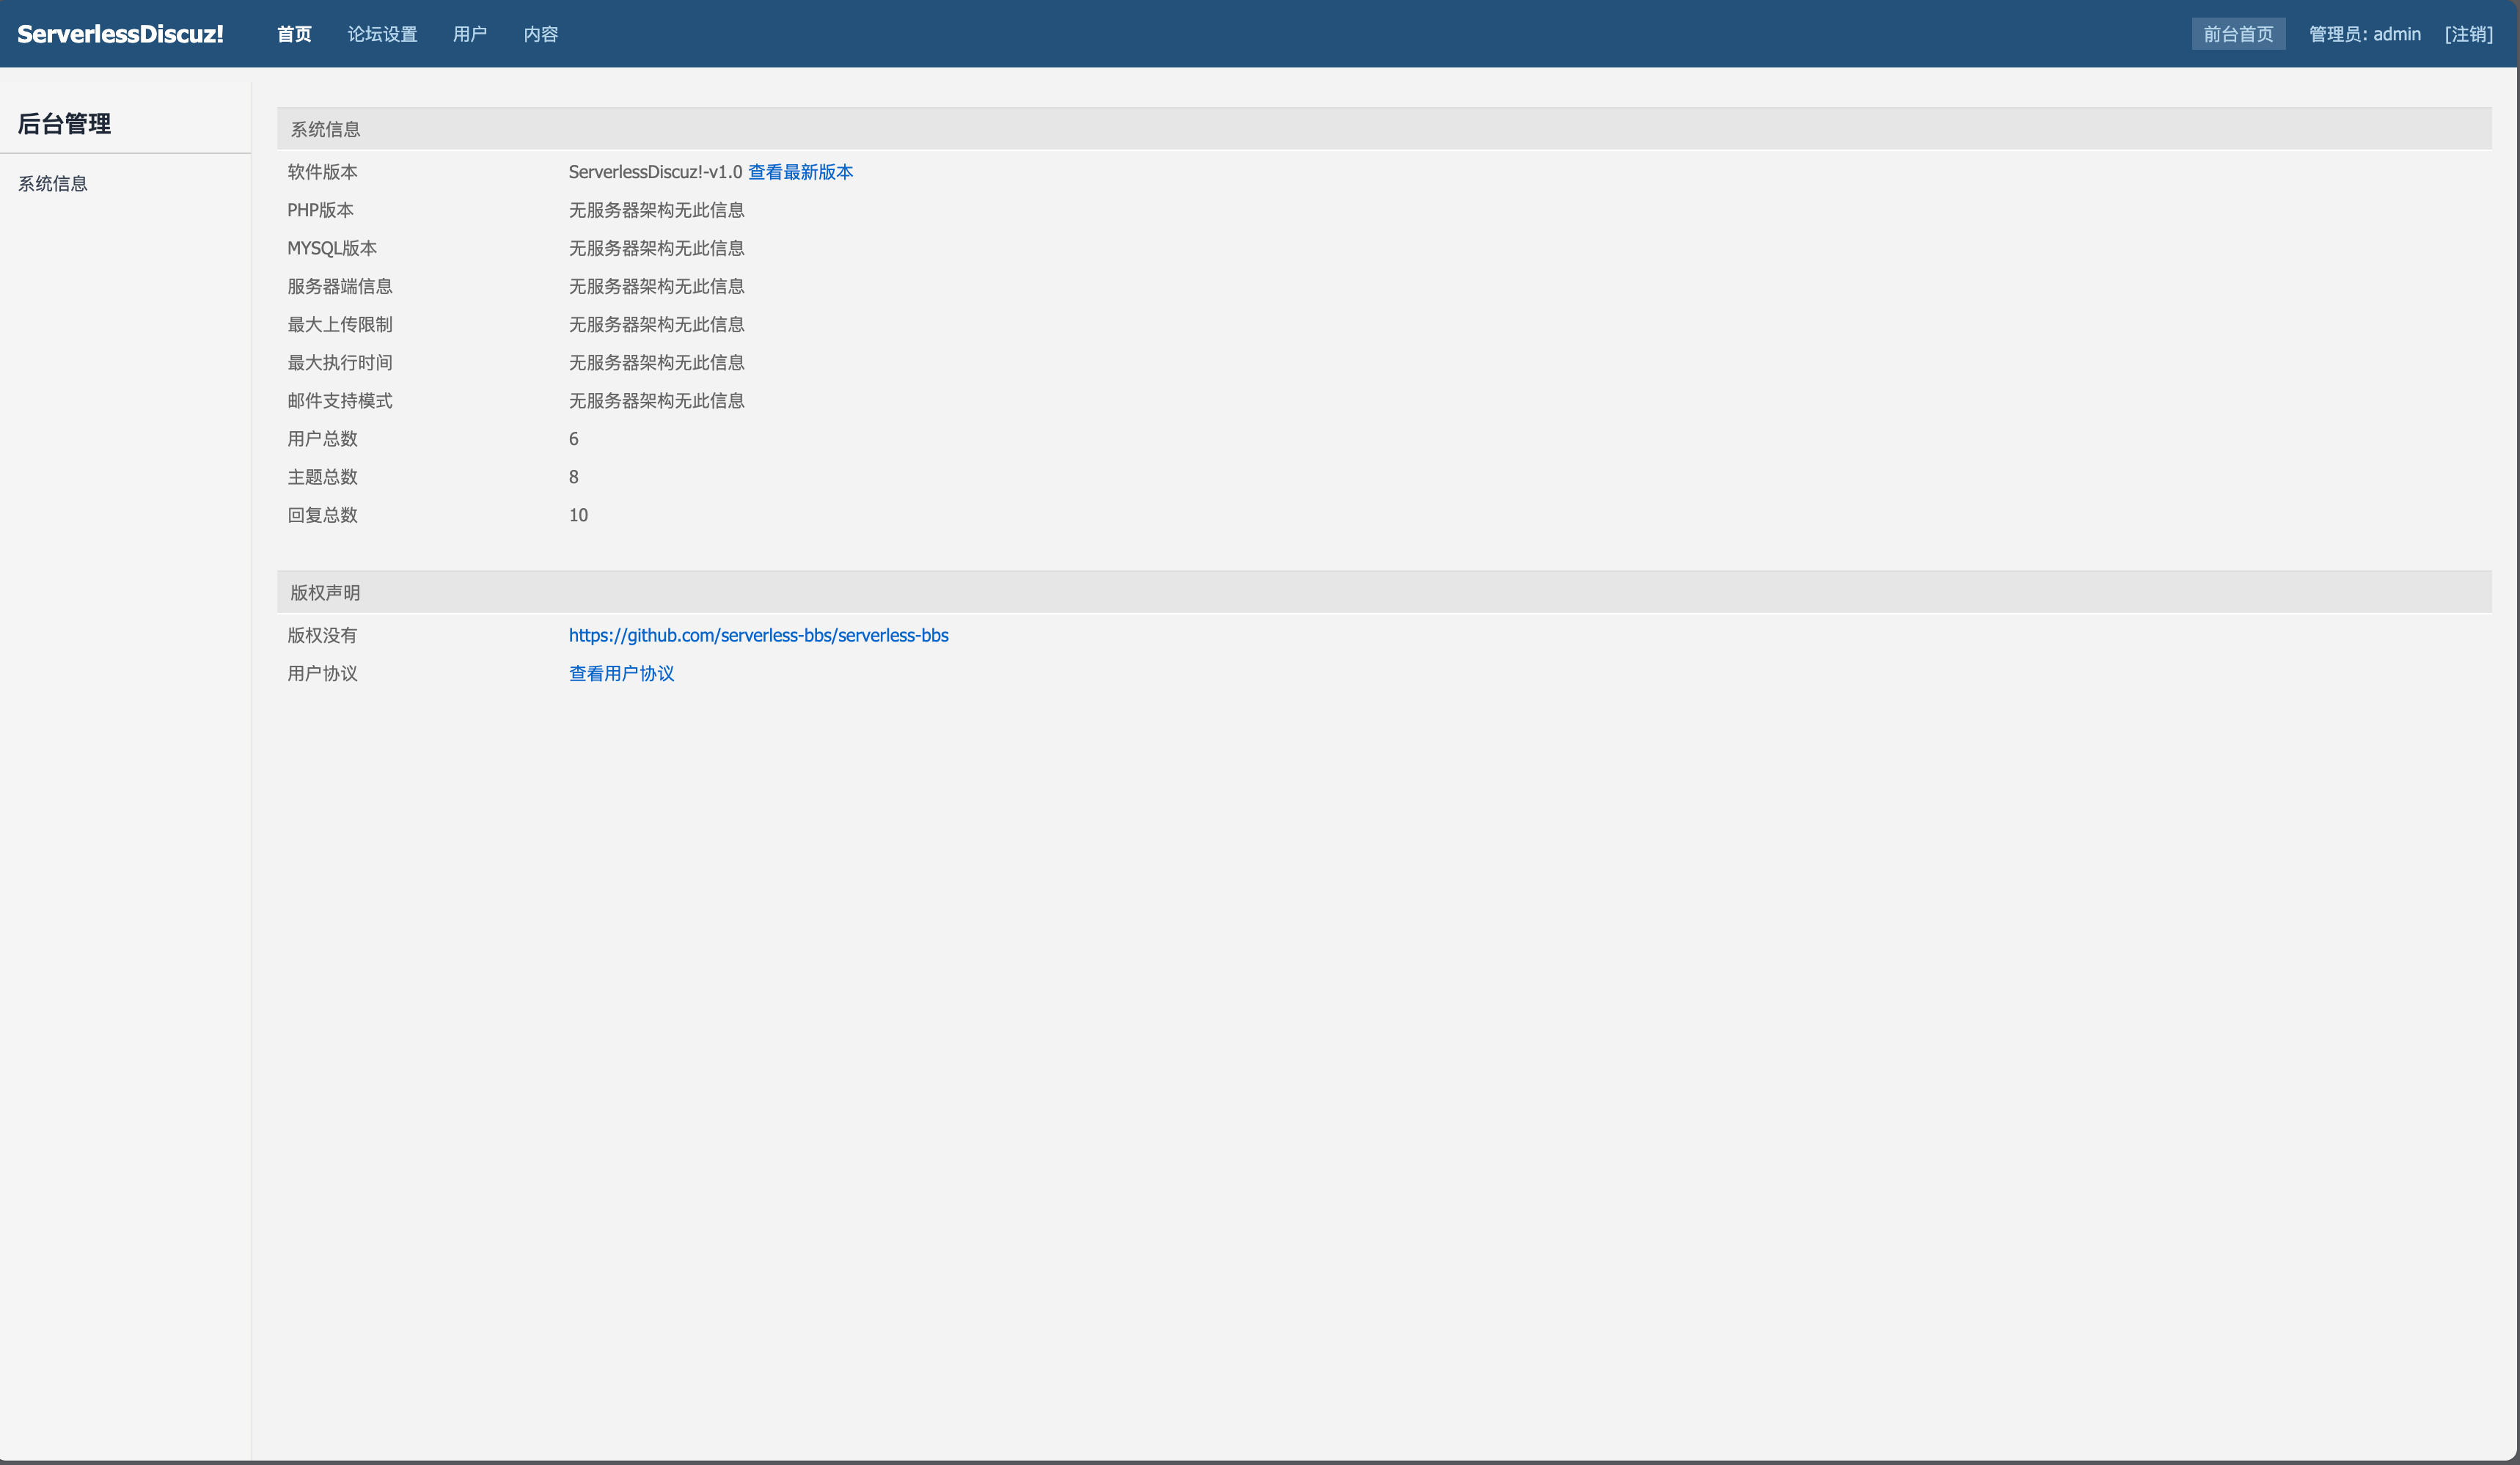 ServerlessDiscuz! 首页 论坛设置 用户 内容 前台首页 管理员: admin [注销]
后台管理
系统信息
系统信息
软件版本 ServerlessDiscuz!-v1.0 查看最新版本
PHP版本 无服务器架构无此信息
MYSQL版本 无服务器架构无此信息
服务器端信息 无服务器架构无此信息
最大上传限制 无服务器架构无此信息
最大执行时间 无服务器架构无此信息
邮件支持模式 无服务器架构无此信息
用户总数 6
主题总数 8
回复总数 10
版权声明
版权没有 https://github.com/serverless-bbs/serverless-bbs
用户协议 查看用户协议